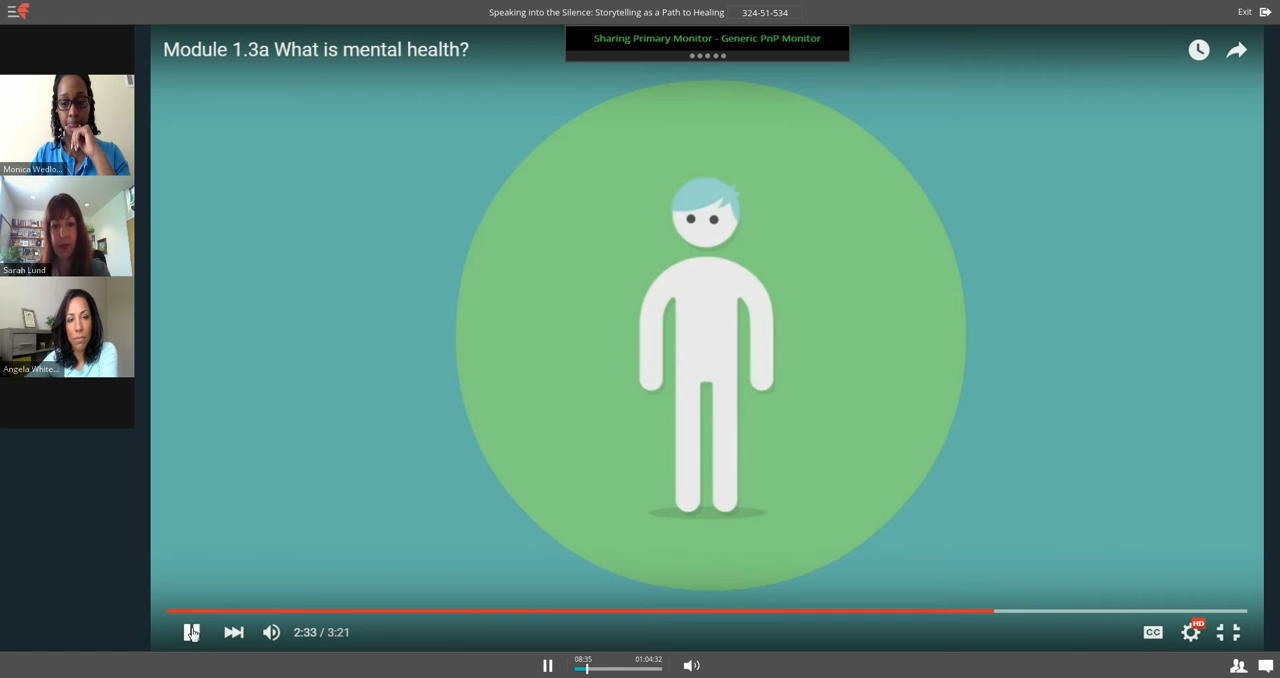 Speaking into the Silence: Storytelling as a Path to Healing 324-51-534 Exit
Sharing Primary Monitor - Generic PnP Monitor
Module 1.3a What is mental health?
Monica Wedlo...
Sarah Lund
Angela White...
2:33 / 3:21
CC
HD
08:35 01:04:32